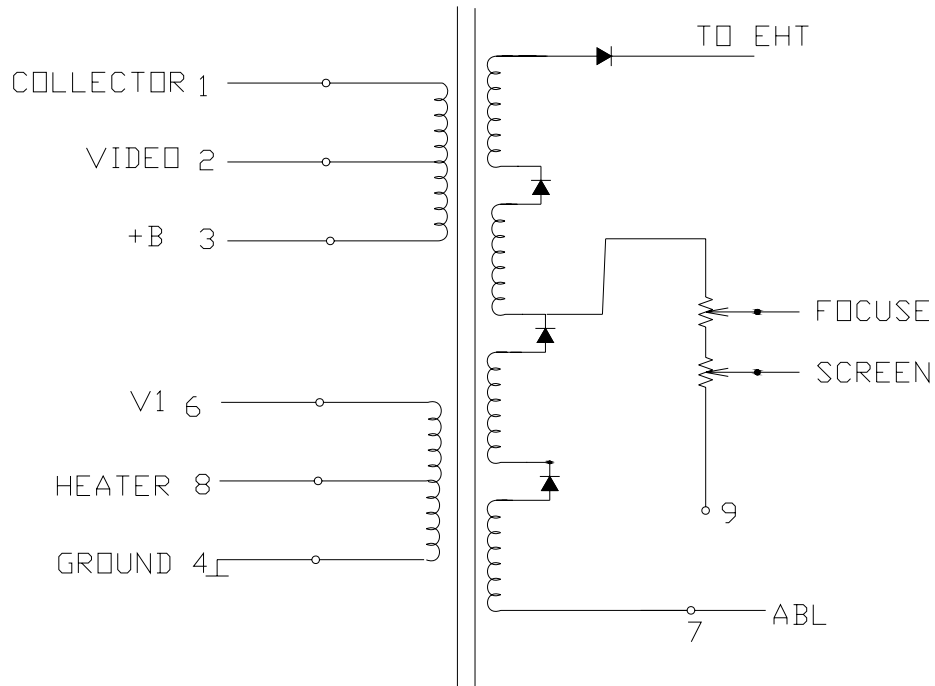 TO EHT
COLLECTOR 1
VIDEO 2
+B 3
FOCUSE
SCREEN
V1 6
HEATER 8
9
GROUND 4
ABL
7